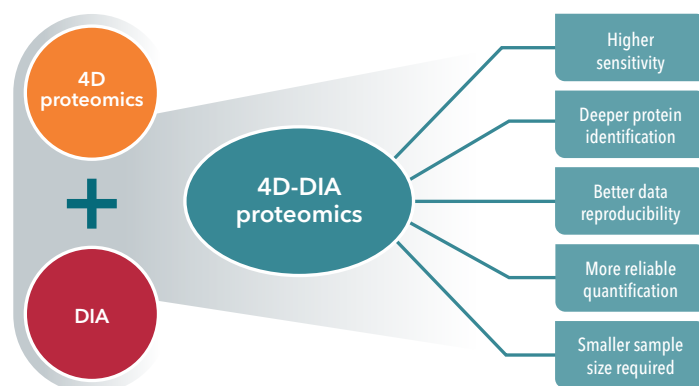 4D
proteomics
+
DIA
4D-DIA
proteomics
Higher
sensitivity
Deeper protein
identification
Better data
reproducibility
More reliable
quantification
Smaller sample
size required